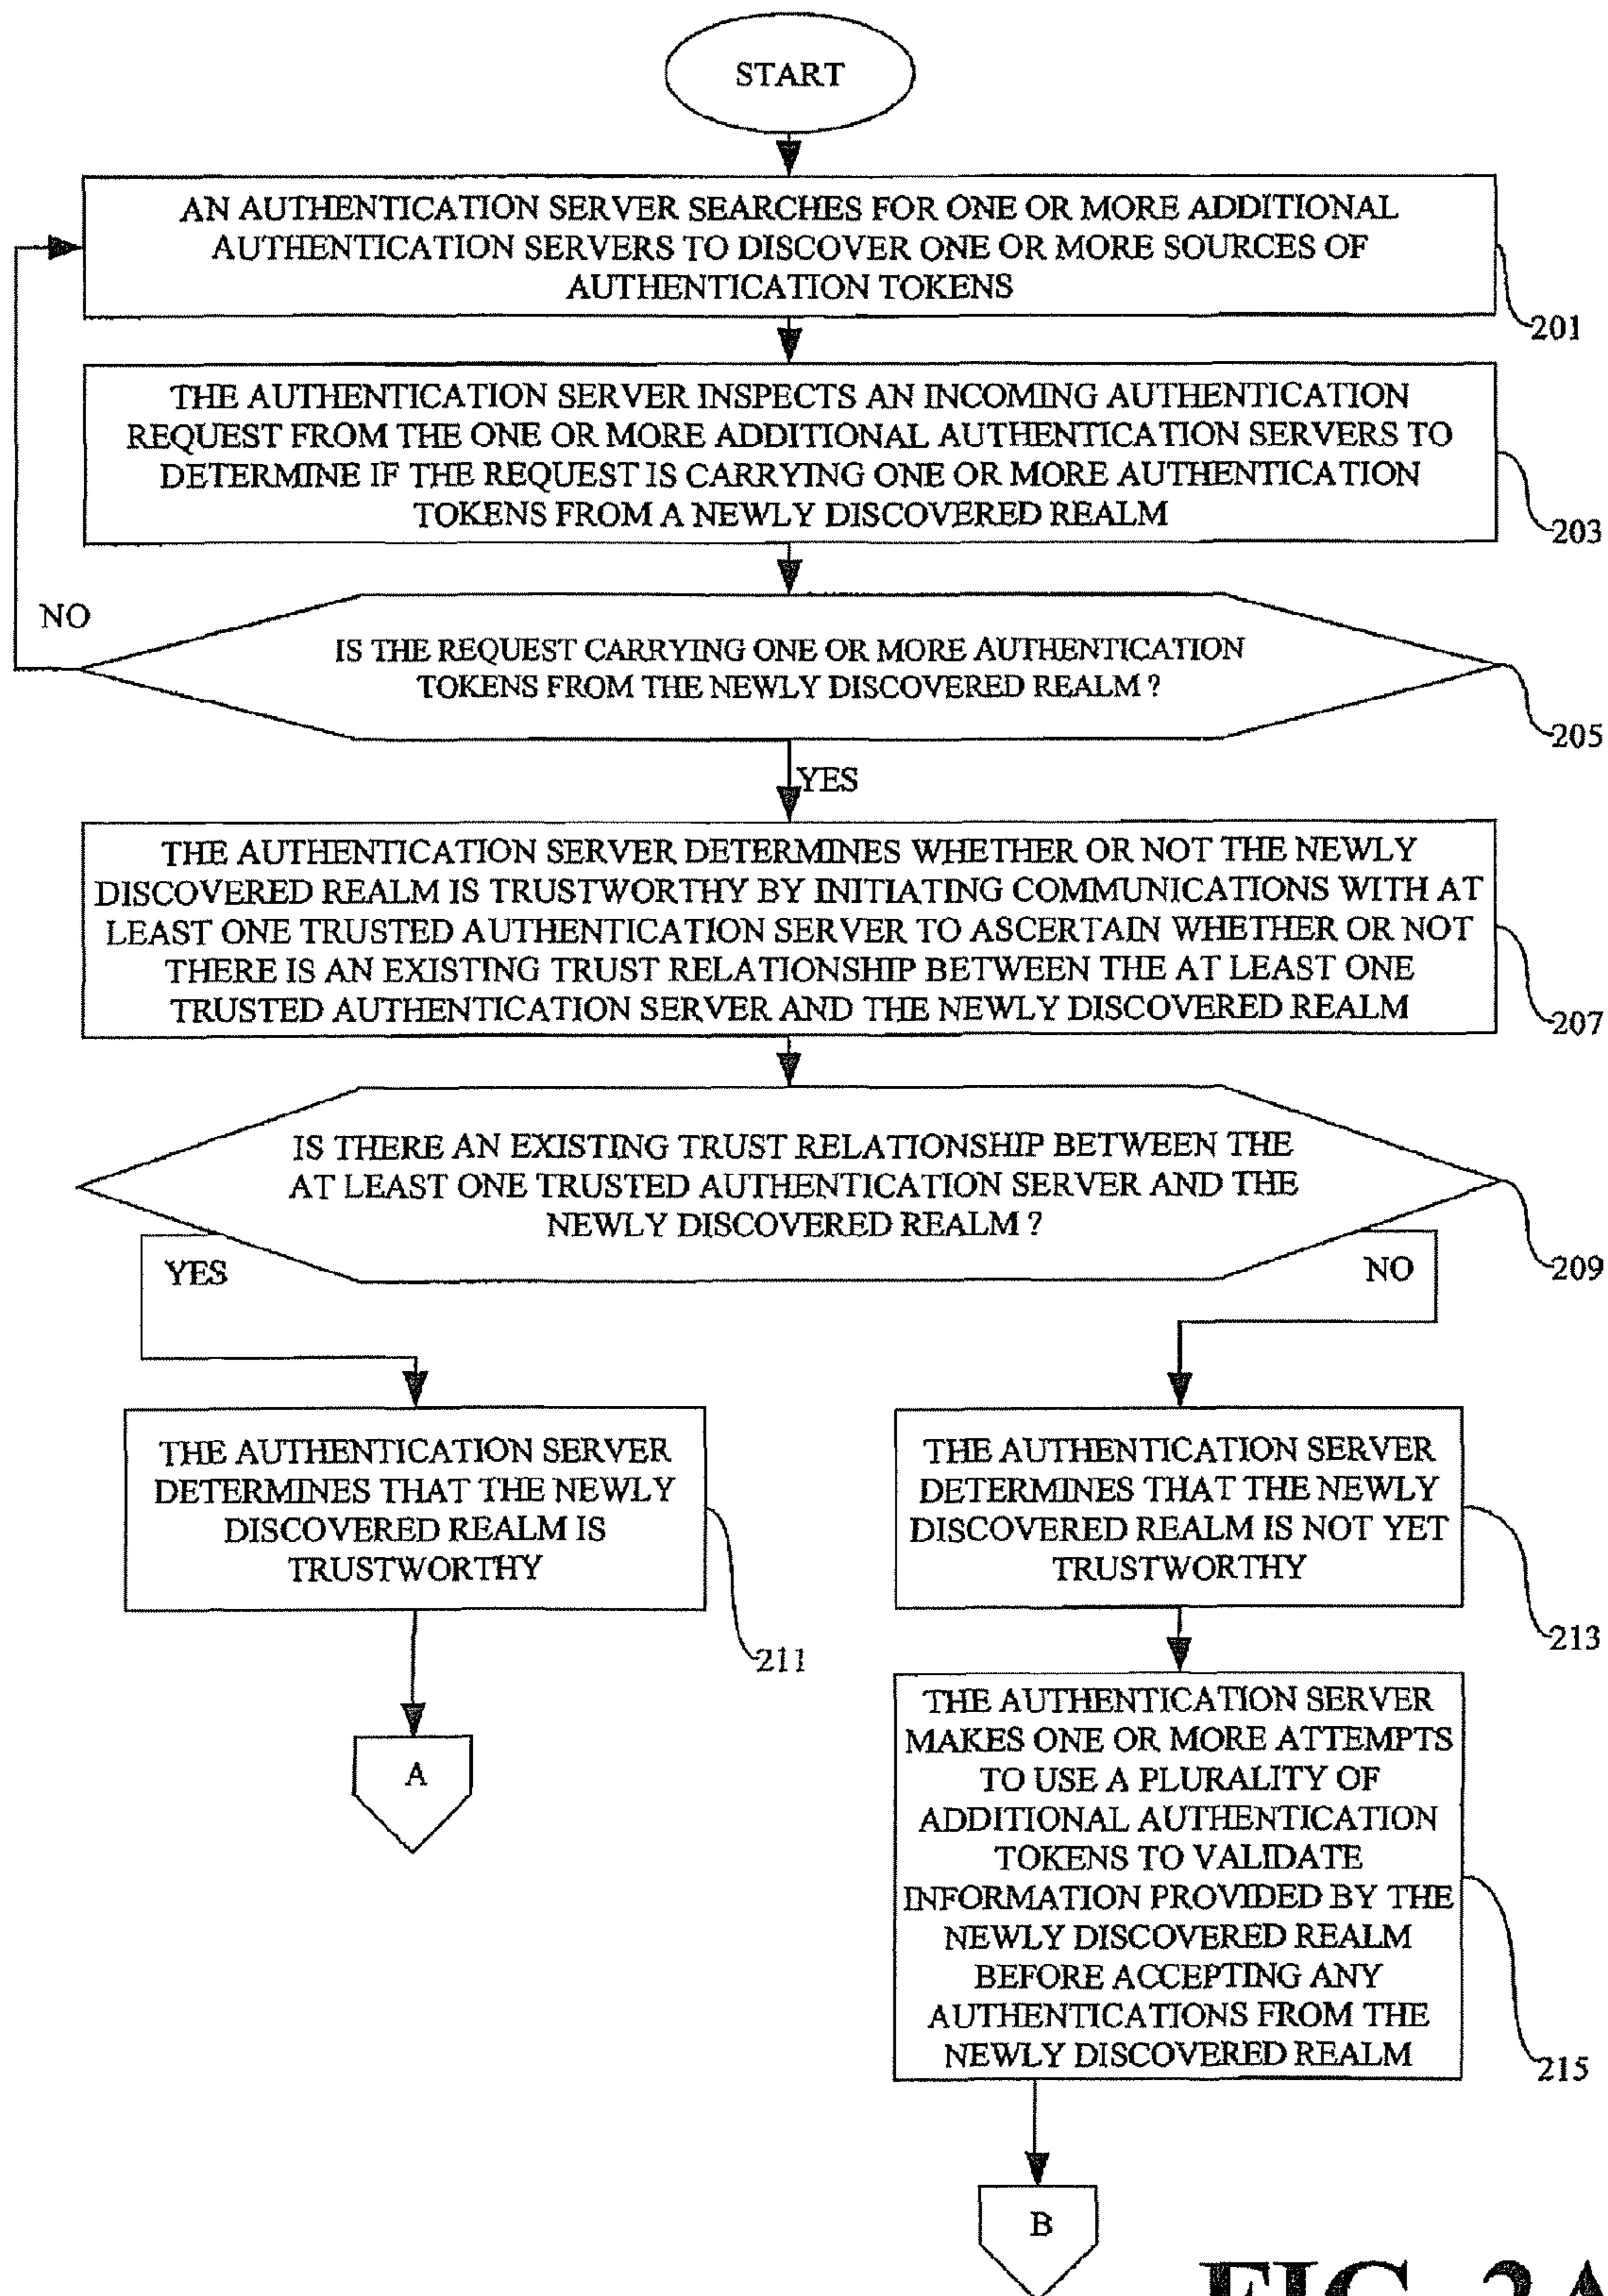 START
AN AUTHENTICATION SERVER SEARCHES FOR ONE OR MORE ADDITIONAL
AUTHENTICATION SERVERS TO DISCOVER ONE OR MORE SOURCES OF
AUTHENTICATION TOKENS
201
THE AUTHENTICATION SERVER INSPECTS AN INCOMING AUTHENTICATION
REQUEST FROM THE ONE OR MORE ADDITIONAL AUTHENTICATION SERVERS TO
DETERMINE IF THE REQUEST IS CARRYING ONE OR MORE AUTHENTICATION
TOKENS FROM A NEWLY DISCOVERED REALM
203
NO
IS THE REQUEST CARRYING ONE OR MORE AUTHENTICATION
TOKENS FROM THE NEWLY DISCOVERED REALM ?
205
YES
THE AUTHENTICATION SERVER DETERMINES WHETHER OR NOT THE NEWLY
DISCOVERED REALM IS TRUSTWORTHY BY INITIATING COMMUNICATIONS WITH AT
LEAST ONE TRUSTED AUTHENTICATION SERVER TO ASCERTAIN WHETHER OR NOT
THERE IS AN EXISTING TRUST RELATIONSHIP BETWEEN THE AT LEAST ONE
TRUSTED AUTHENTICATION SERVER AND THE NEWLY DISCOVERED REALM
207
IS THERE AN EXISTING TRUST RELATIONSHIP BETWEEN THE
AT LEAST ONE TRUSTED AUTHENTICATION SERVER AND THE
NEWLY DISCOVERED REALM ?
209
YES
NO
THE AUTHENTICATION SERVER
DETERMINES THAT THE NEWLY
DISCOVERED REALM IS
TRUSTWORTHY
211
A
THE AUTHENTICATION SERVER
DETERMINES THAT THE NEWLY
DISCOVERED REALM IS NOT YET
TRUSTWORTHY
213
THE AUTHENTICATION SERVER
MAKES ONE OR MORE ATTEMPTS
TO USE A PLURALITY OF
ADDITIONAL AUTHENTICATION
TOKENS TO VALIDATE
INFORMATION PROVIDED BY THE
NEWLY DISCOVERED REALM
BEFORE ACCEPTING ANY
AUTHENTICATIONS FROM THE
NEWLY DISCOVERED REALM
215
B
FIG. 2A